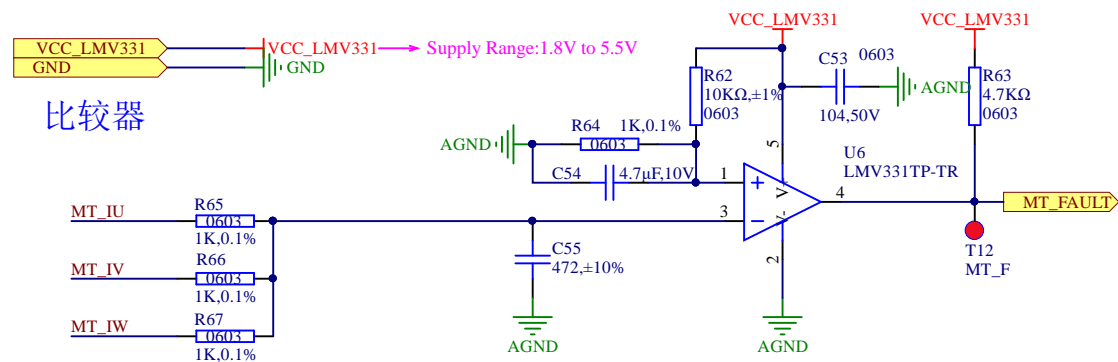 VCC_LMV331
VCC_LMV331
Supply Range:1.8V to 5.5V
GND
GND
比较器
VCC_LMV331
VCC_LMV331
R62
10KΩ,±1%
0603
C53
0603
104,50V
AGND
R63
4.7KΩ
0603
R64
1K,0.1%
0603
AGND
C54
4.7μF,10V
1
5
V
U6
LMV331TP-TR
4
MT_FAULT
T12
MT_F
3
V-
2
AGND
MT_IU
R65
0603
1K,0.1%
MT_IV
R66
0603
1K,0.1%
MT_IW
R67
0603
1K,0.1%
C55
472,±10%
AGND